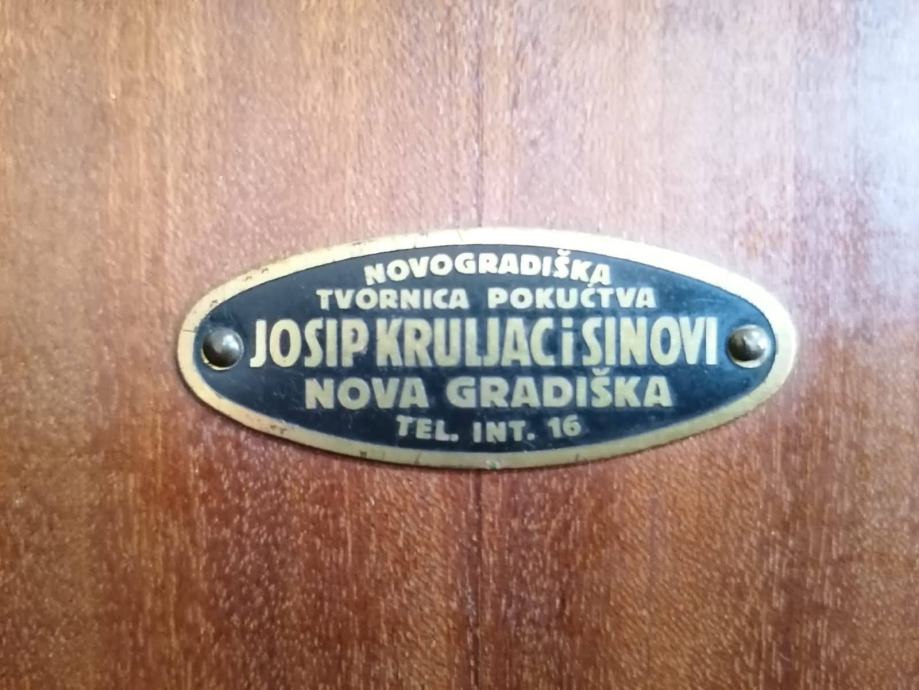 NOVOGRADIŠKA
TVORNICA POKUĆTVA
JOSIP KRULJAC i SINOVI
NOVA GRADIŠKA
TEL. INT. 16